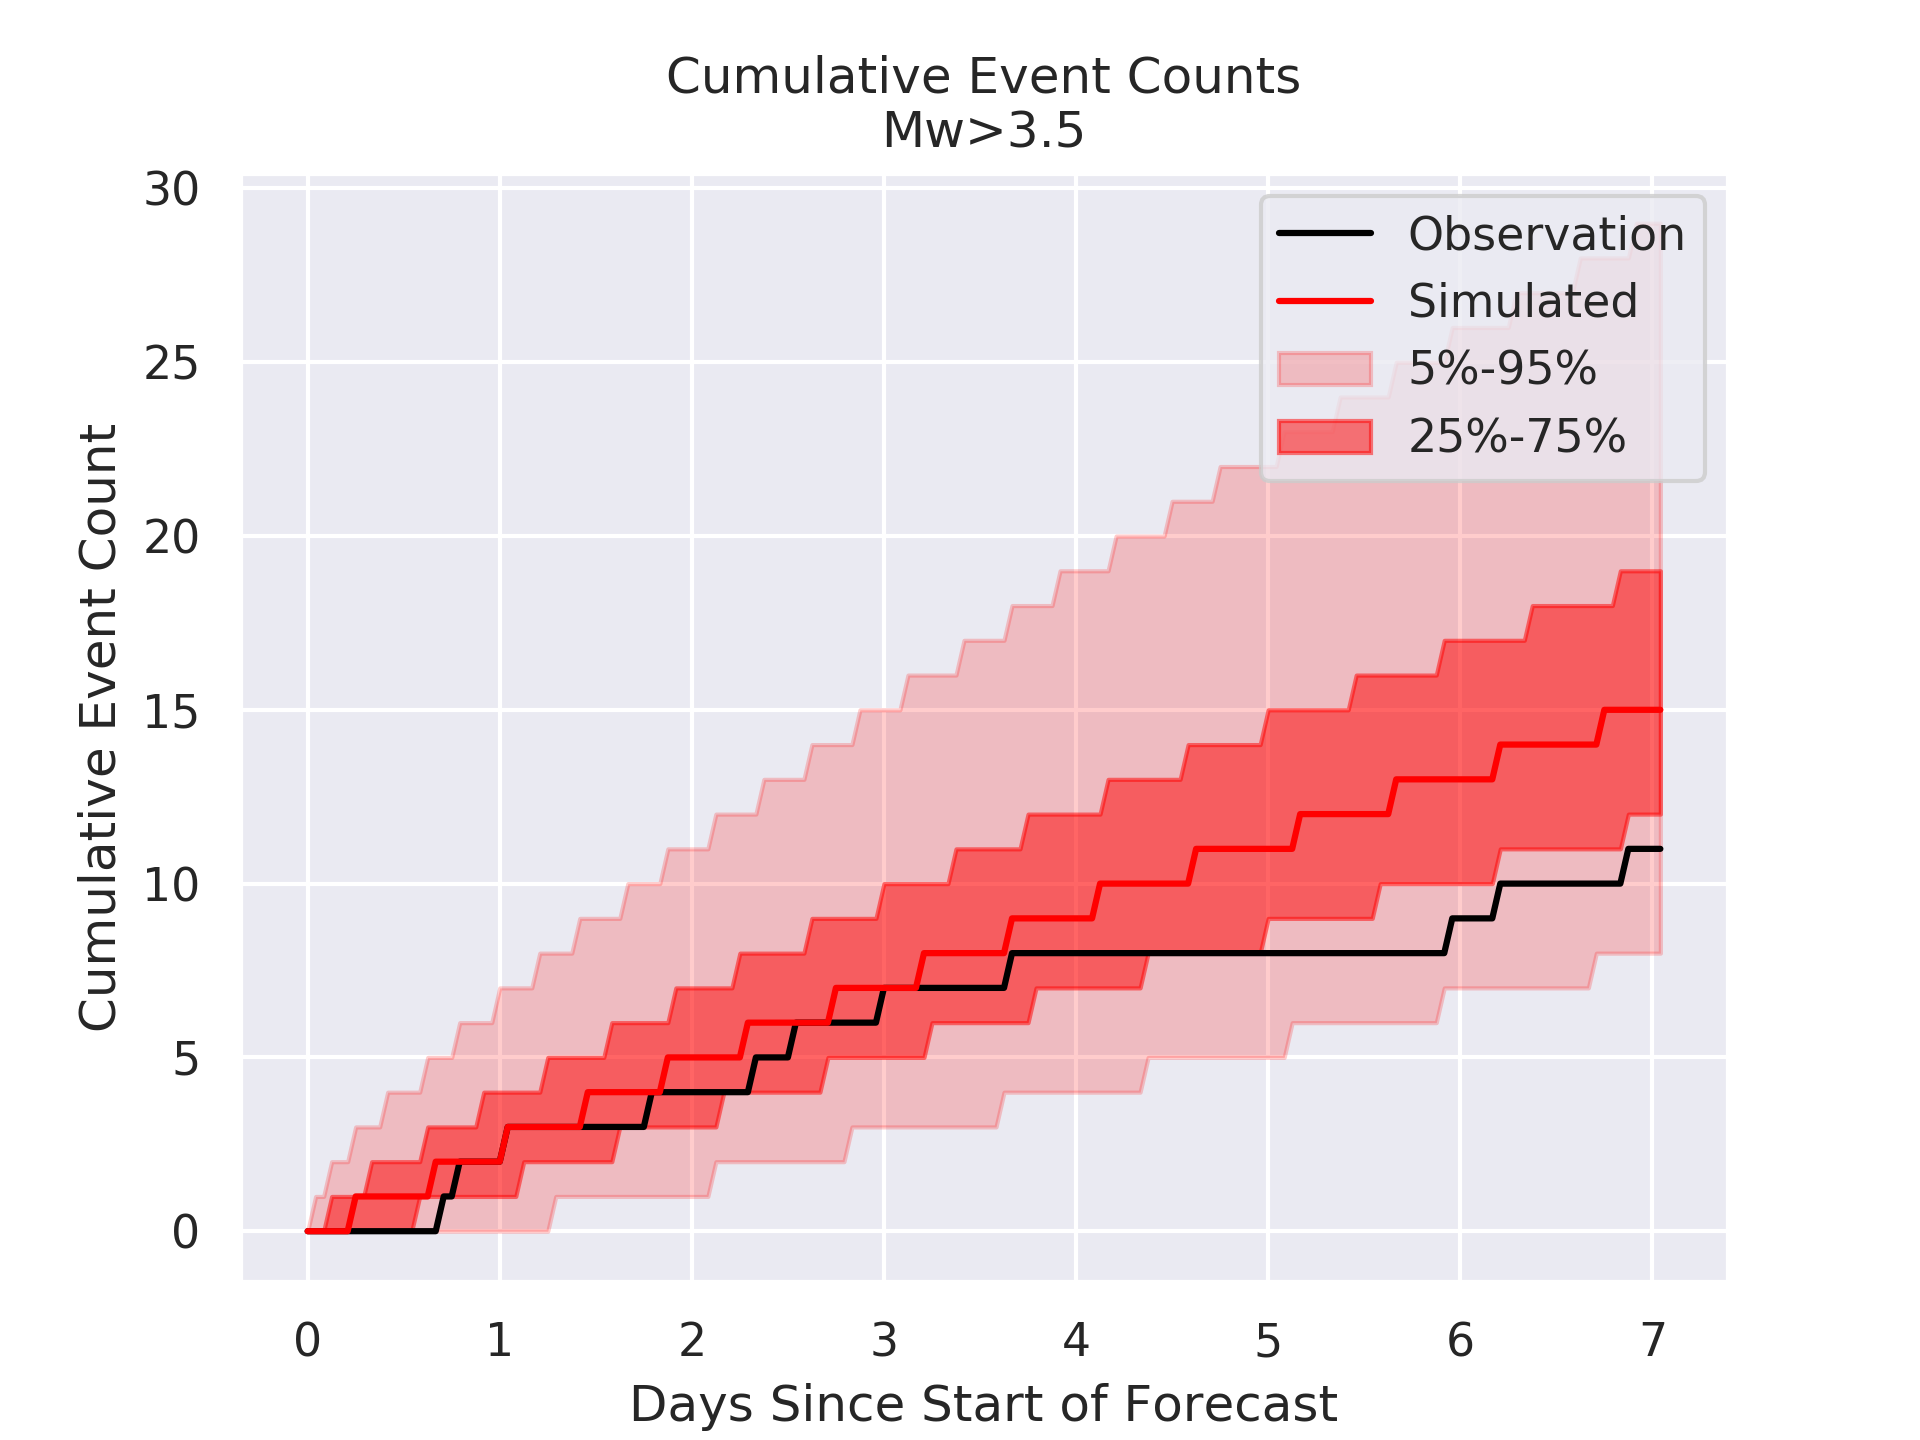 Cumulative Event Counts
Mw>3.5
30
25
20
15
10
5
0
Cumulative Event Count
Observation
Simulated
5%-95%
25%-75%
0 1 2 3 4 5 6 7
Days Since Start of Forecast